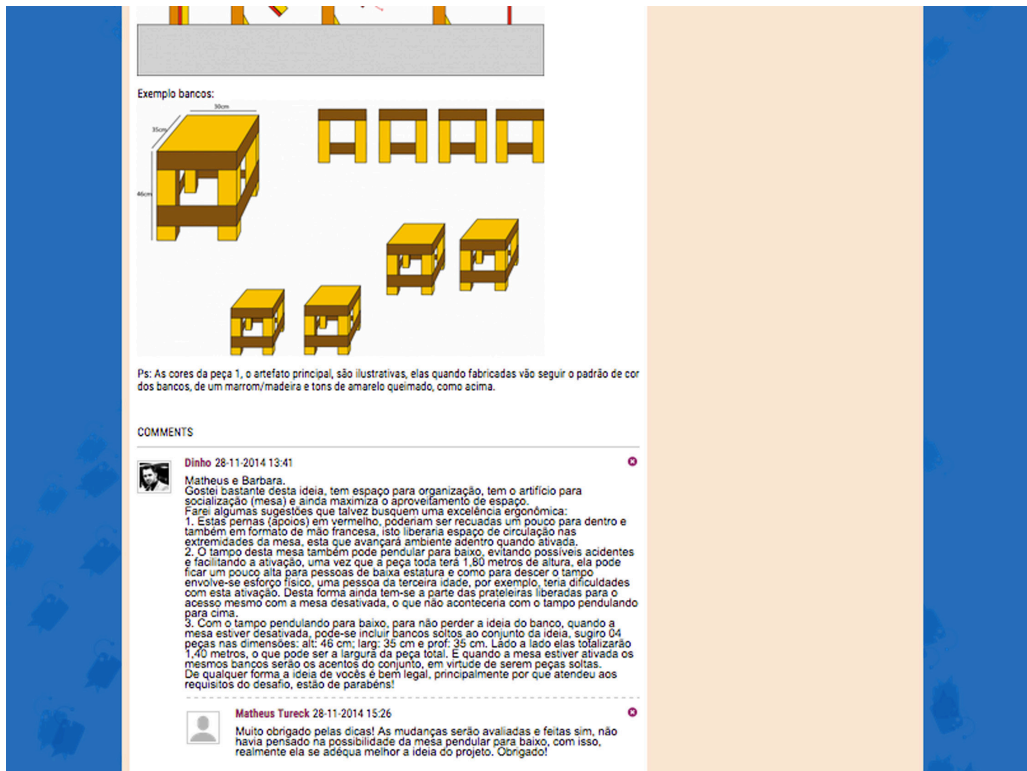 Exemplo bancos:
30cm
35cm
46cm
Ps: As cores da peça 1, o artefato principal, são ilustrativas, elas quando fabricadas vão seguir o padrão de cor
dos bancos, de um marrom/madeira e tons de amarelo queimado, como acima.
COMMENTS
Dinho 28-11-2014 13:41
Matheus e Barbara.
Gostei bastante desta ideia, tem espaço para organização, tem o artifício para
socialização (mesa) e ainda maximiza o aproveitamento de espaço.
Farei algumas sugestões que talvez busquem uma excelência ergonômica:
1. Estas pernas (apoios) em vermelho, poderiam ser recuadas um pouco para dentro e
também em formato de mão francesa, isto liberaria espaço de circulação nas
extremidades da mesa, esta que avançará ambiente adentro quando ativada.
2. O tampo desta mesa também pode pendular para baixo, evitando possíveis acidentes
e facilitando a ativação, uma vez que a peça toda terá 1,80 metros de altura, ela pode
ficar um pouco alta para pessoas de baixa estatura e como para descer o tampo
envolve-se esforço físico, uma pessoa da terceira idade, por exemplo, teria dificuldades
com esta ativação. Desta forma ainda tem-se a parte das prateleiras liberadas para o
acesso mesmo com a mesa desativada, o que não aconteceria com o tampo pendulando
para cima.
3. Com o tampo pendulando para baixo, para não perder a ideia do banco, quando a
mesa estiver desativada, pode-se incluir bancos soltos ao conjunto da ideia, sugiro 04
peças nas dimensões: alt: 46 cm; larg: 35 cm e prof: 35 cm. Lado a lado elas totalizarão
1,40 metros, o que pode ser a largura da peça total. E quando a mesa estiver ativada os
mesmos bancos serão os acentos do conjunto, em virtude de serem peças soltas.
De qualquer forma a ideia de vocês é bem legal, principalmente por que atendeu aos
requisitos do desafio, estão de parabéns!
Matheus Tureck 28-11-2014 15:26
Muito obrigado pelas dicas! As mudanças serão avaliadas e feitas sim, não
havia pensado na possibilidade da mesa pendular para baixo, com isso,
realmente ela se adéqua melhor a ideia do projeto. Obrigado!